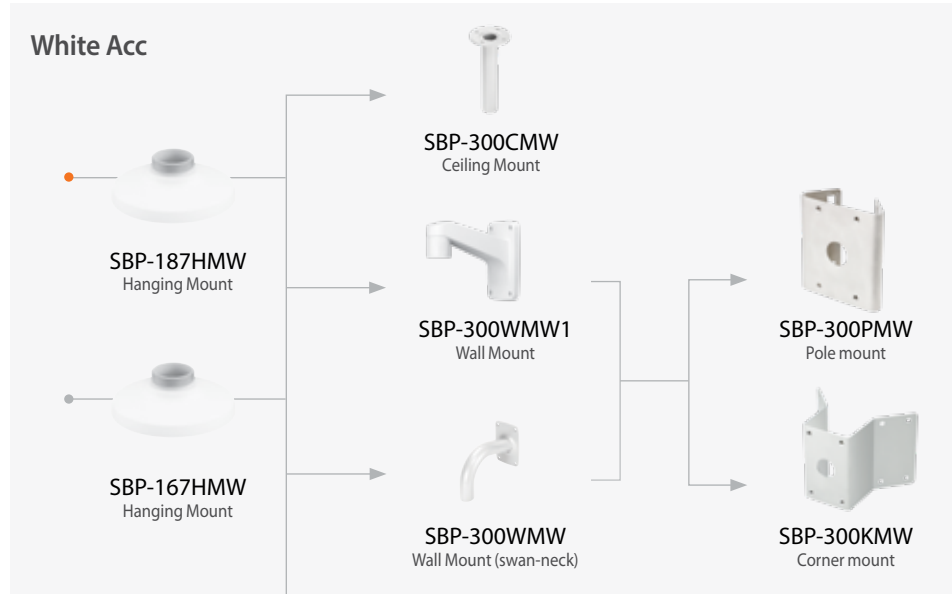 White Acc
SBP-300CMW
Ceiling Mount
SBP-187HMW
Hanging Mount
SBP-300WMW1
Wall Mount
SBP-300PMW
Pole mount
SBP-167HMW
Hanging Mount
SBP-300WMW
Wall Mount (swan-neck)
SBP-300KMW
Corner mount